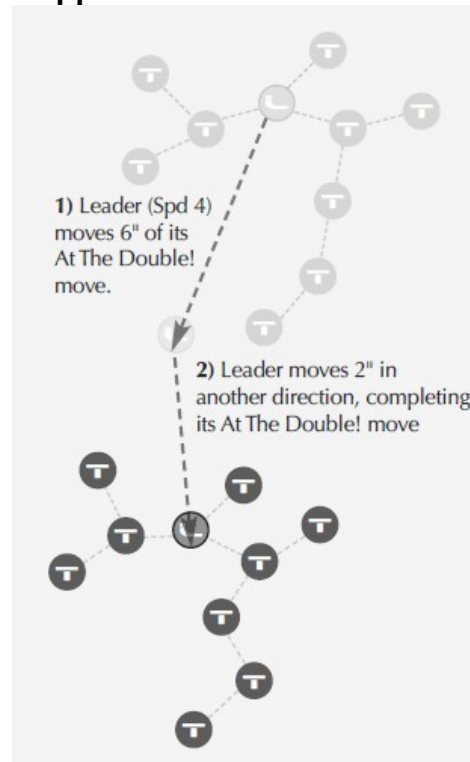 1) Leader (Spd 4)
moves 6" of its
At The Double!
move.
2) Leader moves 2" in
another direction, completing
its At The Double! move